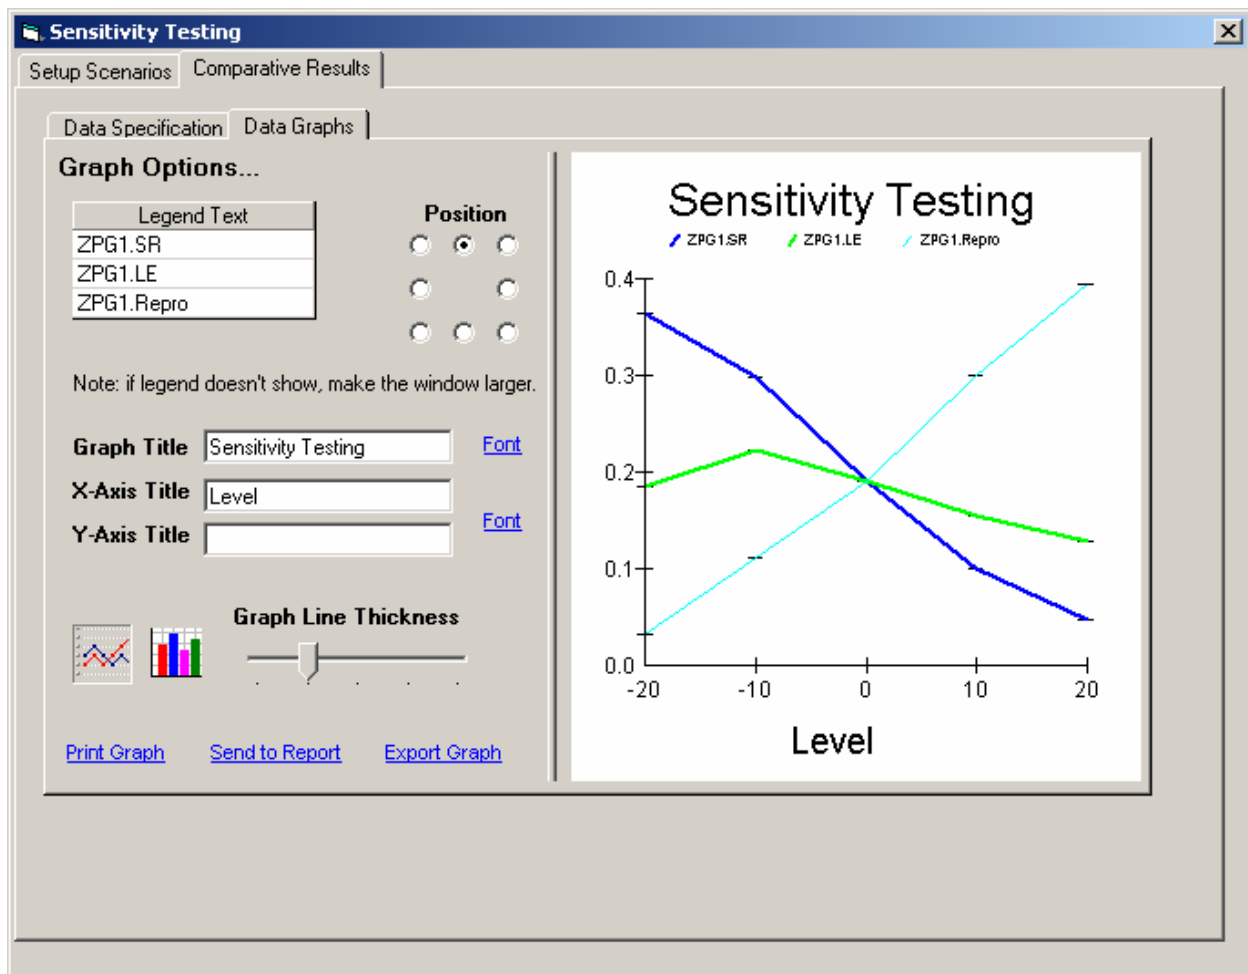 Sensitivity Testing
Setup Scenarios Comparative Results
Data Specification Data Graphs
Graph Options...
Legend Text
ZPG1.SR
ZPG1.LE
ZPG1.Repro
Position
Note: if legend doesn't show, make the window larger.
Graph Title Sensitivity Testing Font
X-Axis Title Level
Y-Axis Title Font
Graph Line Thickness
Print Graph Send to Report Export Graph
Sensitivity Testing
ZPG1.SR ZPG1.LE ZPG1.Repro
0.4
0.3
0.2
0.1
0.0
-20 -10 0 10 20
Level